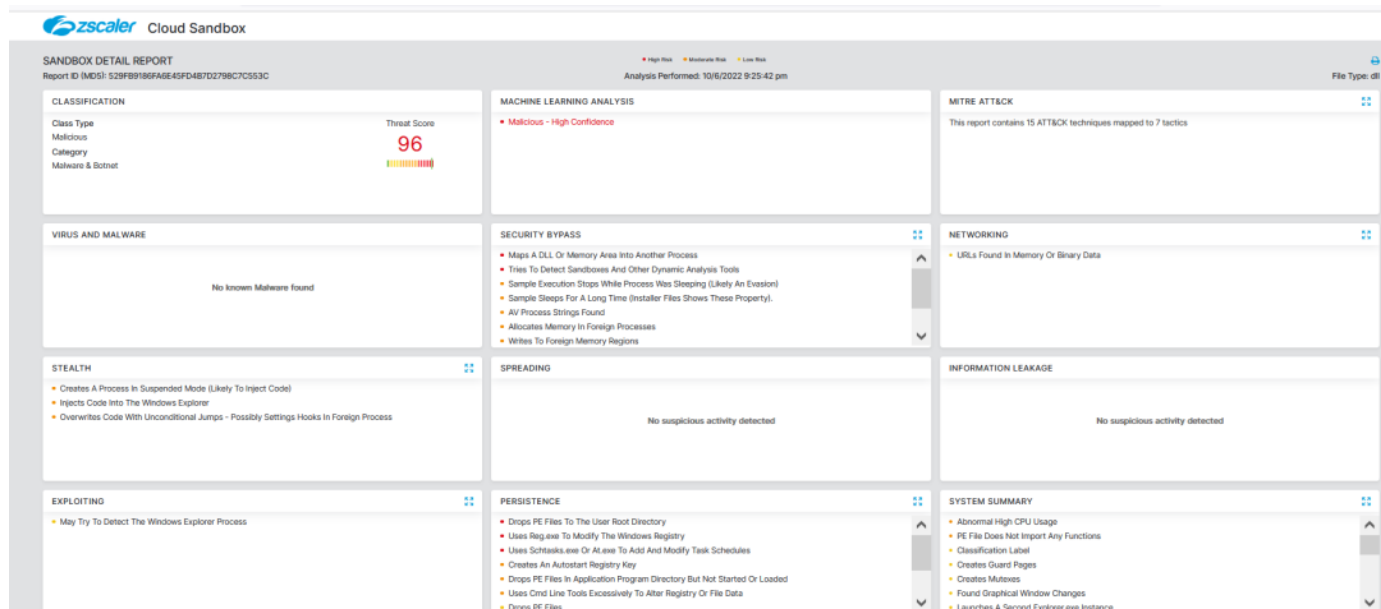 zscaler Cloud Sandbox
SANDBOX DETAIL REPORT
Report ID (MD5): 529FB9186FA6E45FD4B7D2798C7C553C
High Risk Moderate Risk Low Risk
Analysis Performed: 10/6/2022 9:25:42 pm
File Type: dll
CLASSIFICATION
Class Type
Malicious
Category
Malware & Botnet
Threat Score
96
MACHINE LEARNING ANALYSIS
Malicious - High Confidence
MITRE ATT&CK
This report contains 15 ATT&CK techniques mapped to 7 tactics
VIRUS AND MALWARE
No known Malware found
SECURITY BYPASS
Maps A DLL Or Memory Area Into Another Process
Tries To Detect Sandboxes And Other Dynamic Analysis Tools
Sample Execution Stops While Process Was Sleeping (Likely An Evasion)
Sample Sleeps For A Long Time (Installer Files Shows These Property).
AV Process Strings Found
Allocates Memory In Foreign Processes
Writes To Foreign Memory Regions
NETWORKING
URLs Found In Memory Or Binary Data
STEALTH
Creates A Process In Suspended Mode (Likely To Inject Code)
Injects Code Into The Windows Explorer
Overwrites Code With Unconditional Jumps - Possibly Settings Hooks In Foreign Process
SPREADING
No suspicious activity detected
INFORMATION LEAKAGE
No suspicious activity detected
EXPLOITING
May Try To Detect The Windows Explorer Process
PERSISTENCE
Drops PE Files To The User Root Directory
Uses Reg.exe To Modify The Windows Registry
Uses Schtasks.exe Or At.exe To Add And Modify Task Schedules
Creates An Autostart Registry Key
Drops PE Files In Application Program Directory But Not Started Or Loaded
Uses Cmd Line Tools Excessively To Alter Registry Or File Data
Drops PE Files
SYSTEM SUMMARY
Abnormal High CPU Usage
PE File Does Not Import Any Functions
Classification Label
Creates Guard Pages
Creates Mutexes
Found Graphical Window Changes
Launches A Second Explorer.exe Instance